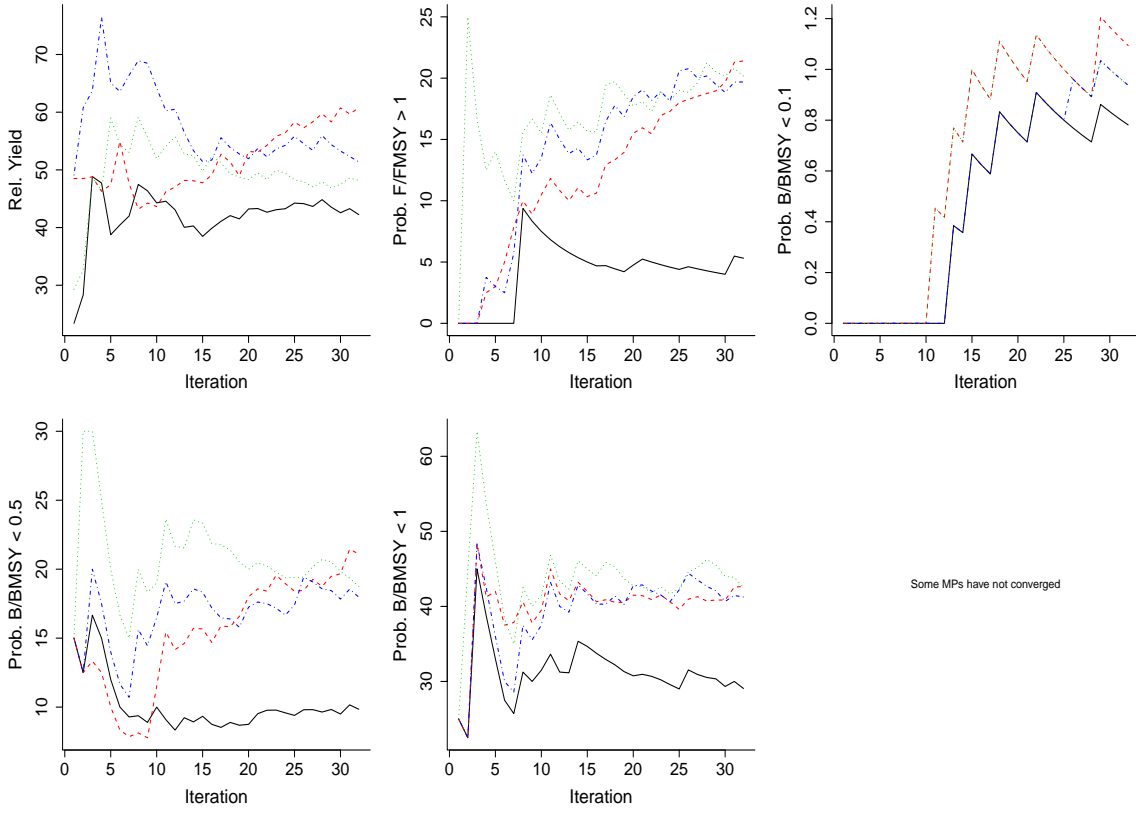 Rel. Yield
30 40 50 60 70
0 5 10 15 20 25 30
Iteration
Prob. F/FMSY > 1
0 5 10 15 20 25
0 5 10 15 20 25 30
Iteration
Prob. B/BMSY < 0.1
0.0 0.2 0.4 0.6 0.8 1.0 1.2
0 5 10 15 20 25 30
Iteration
Prob. B/BMSY < 0.5
10 15 20 25 30
0 5 10 15 20 25 30
Iteration
Prob. B/BMSY < 1
30 40 50 60
0 5 10 15 20 25 30
Iteration
Some MPs have not converged